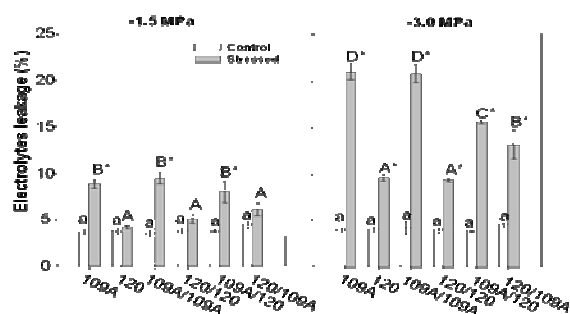 -1.5 MPa
-3.0 MPa
Electrolytes leakage (%)
25
20
15
10
5
0
Control
Stressed
a B* a A a B* a A a B* a A
a D* a A* a D* a A* a C* a B*
109A 120 109A/109A 120/120 109A/120 120/109A
109A 120 109A/109A 120/120 109A/120 120/109A